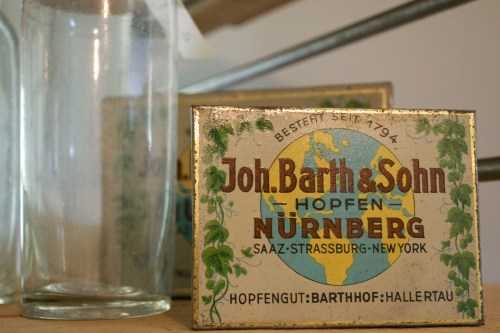 BESTEHT SEIT 1794
Joh. Barth & Sohn
— HOPFEN —
NÜRNBERG
SAAZ · STRASSBURG · NEW YORK
HOPFENGUT : BARTHHOF : HALLERTAU